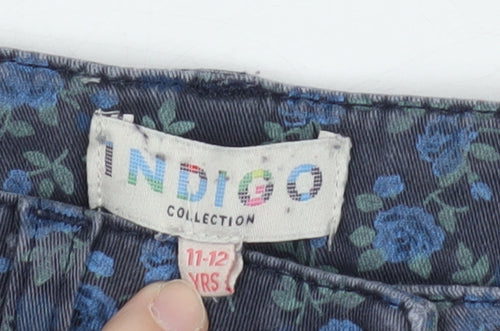 INDIGO
COLLECTION
11-12
YRS